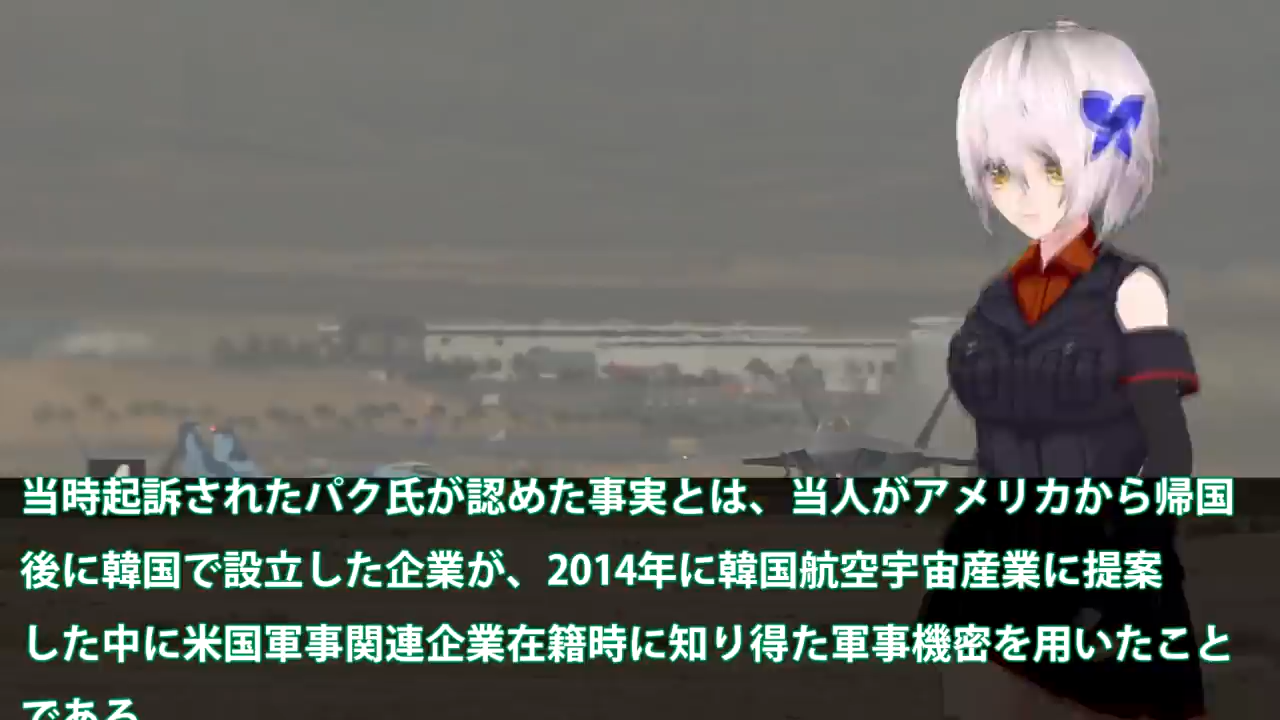 当時起訴されたパク氏が認めた事実とは、当人がアメリカから帰国
後に韓国で設立した企業が、2014年に韓国航空宇宙産業に提案
した中に米国軍事関連企業在籍時に知り得た軍事機密を用いたこと
である